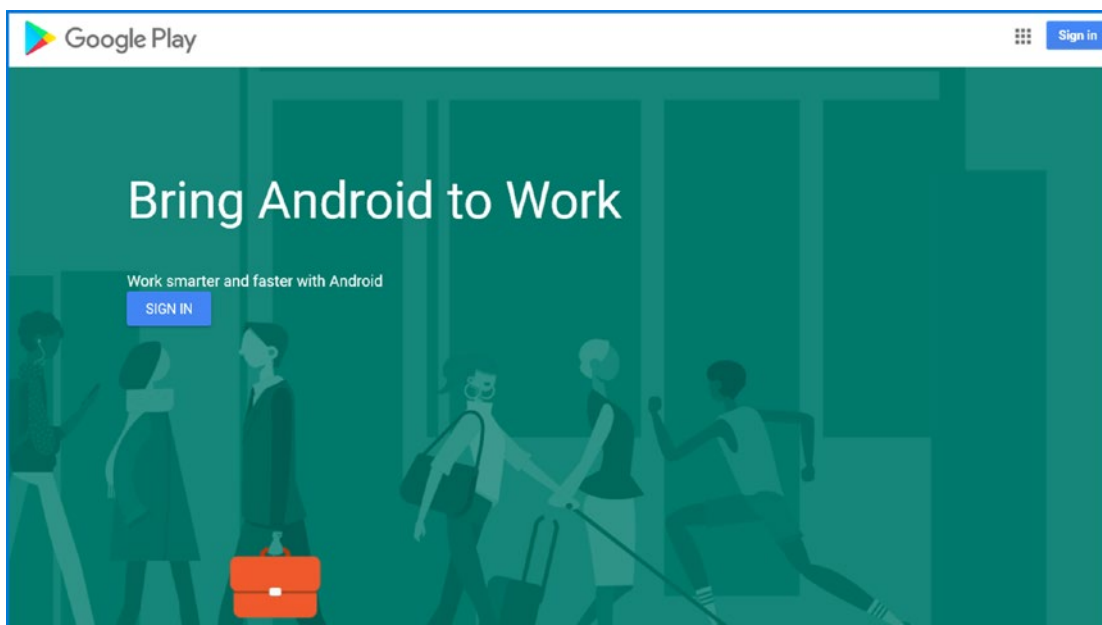 Google Play
Sign in
Bring Android to Work
Work smarter and faster with Android
SIGN IN